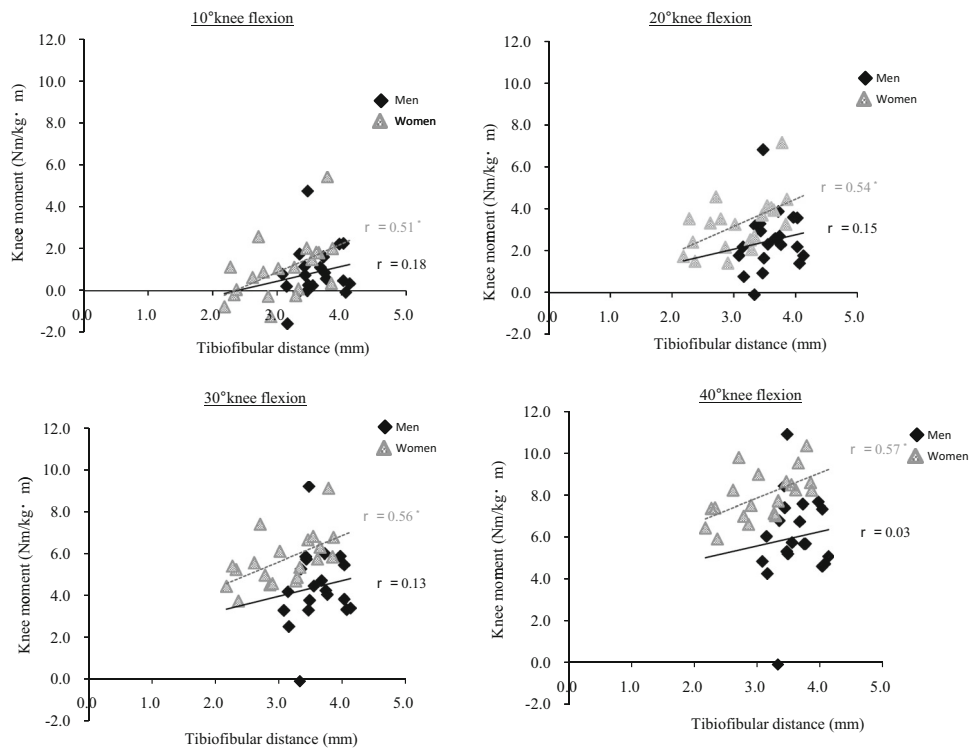 10°knee flexion
12.0
10.0
8.0
6.0
4.0
2.0
0.0
-2.0
Knee moment (Nm/kg· m)
Men
Women
r = 0.51 *
r = 0.18
0.0 1.0 2.0 3.0 4.0 5.0
Tibiofibular distance (mm)
20°knee flexion
12.0
10.0
8.0
6.0
4.0
2.0
0.0
-2.0
Knee moment (Nm/kg· m)
Men
Women
r = 0.54 *
r = 0.15
0.0 1.0 2.0 3.0 4.0 5.0
Tibiofibular distance (mm)
30°knee flexion
12.0
10.0
8.0
6.0
4.0
2.0
0.0
-2.0
Knee moment (Nm/kg· m)
Men
Women
r = 0.56 *
r = 0.13
0.0 1.0 2.0 3.0 4.0 5.0
Tibiofibular distance (mm)
40°knee flexion
12.0
10.0
8.0
6.0
4.0
2.0
0.0
-2.0
Knee moment (Nm/kg· m)
Men
Women
r = 0.57 *
r = 0.03
0.0 1.0 2.0 3.0 4.0 5.0
Tibiofibular distance (mm)